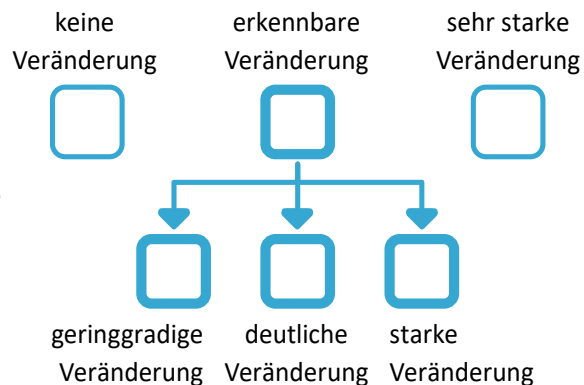 keine
Veränderung
erkennbare
Veränderung
sehr starke
Veränderung
geringgradige
Veränderung
deutliche
Veränderung
starke
Veränderung